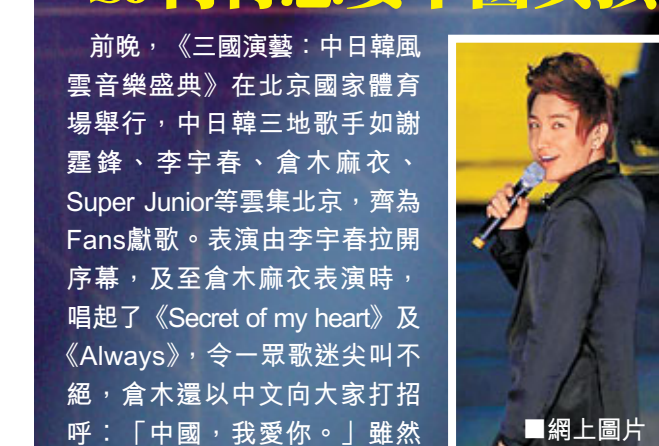 前晚，《三國演藝：中日韓風
雲音樂盛典》在北京國家體育
場舉行，中日韓三地歌手如謝
霆鋒、李宇春、倉木麻衣、
Super Junior等雲集北京，齊為
Fans獻歌。表演由李宇春拉開
序幕，及至倉木麻衣表演時，
唱起了《Secret of my heart》及
《Always》，令一眾歌迷尖叫不
絕，倉木還以中文向大家打招
呼：「中國，我愛你。」雖然
■網上圖片